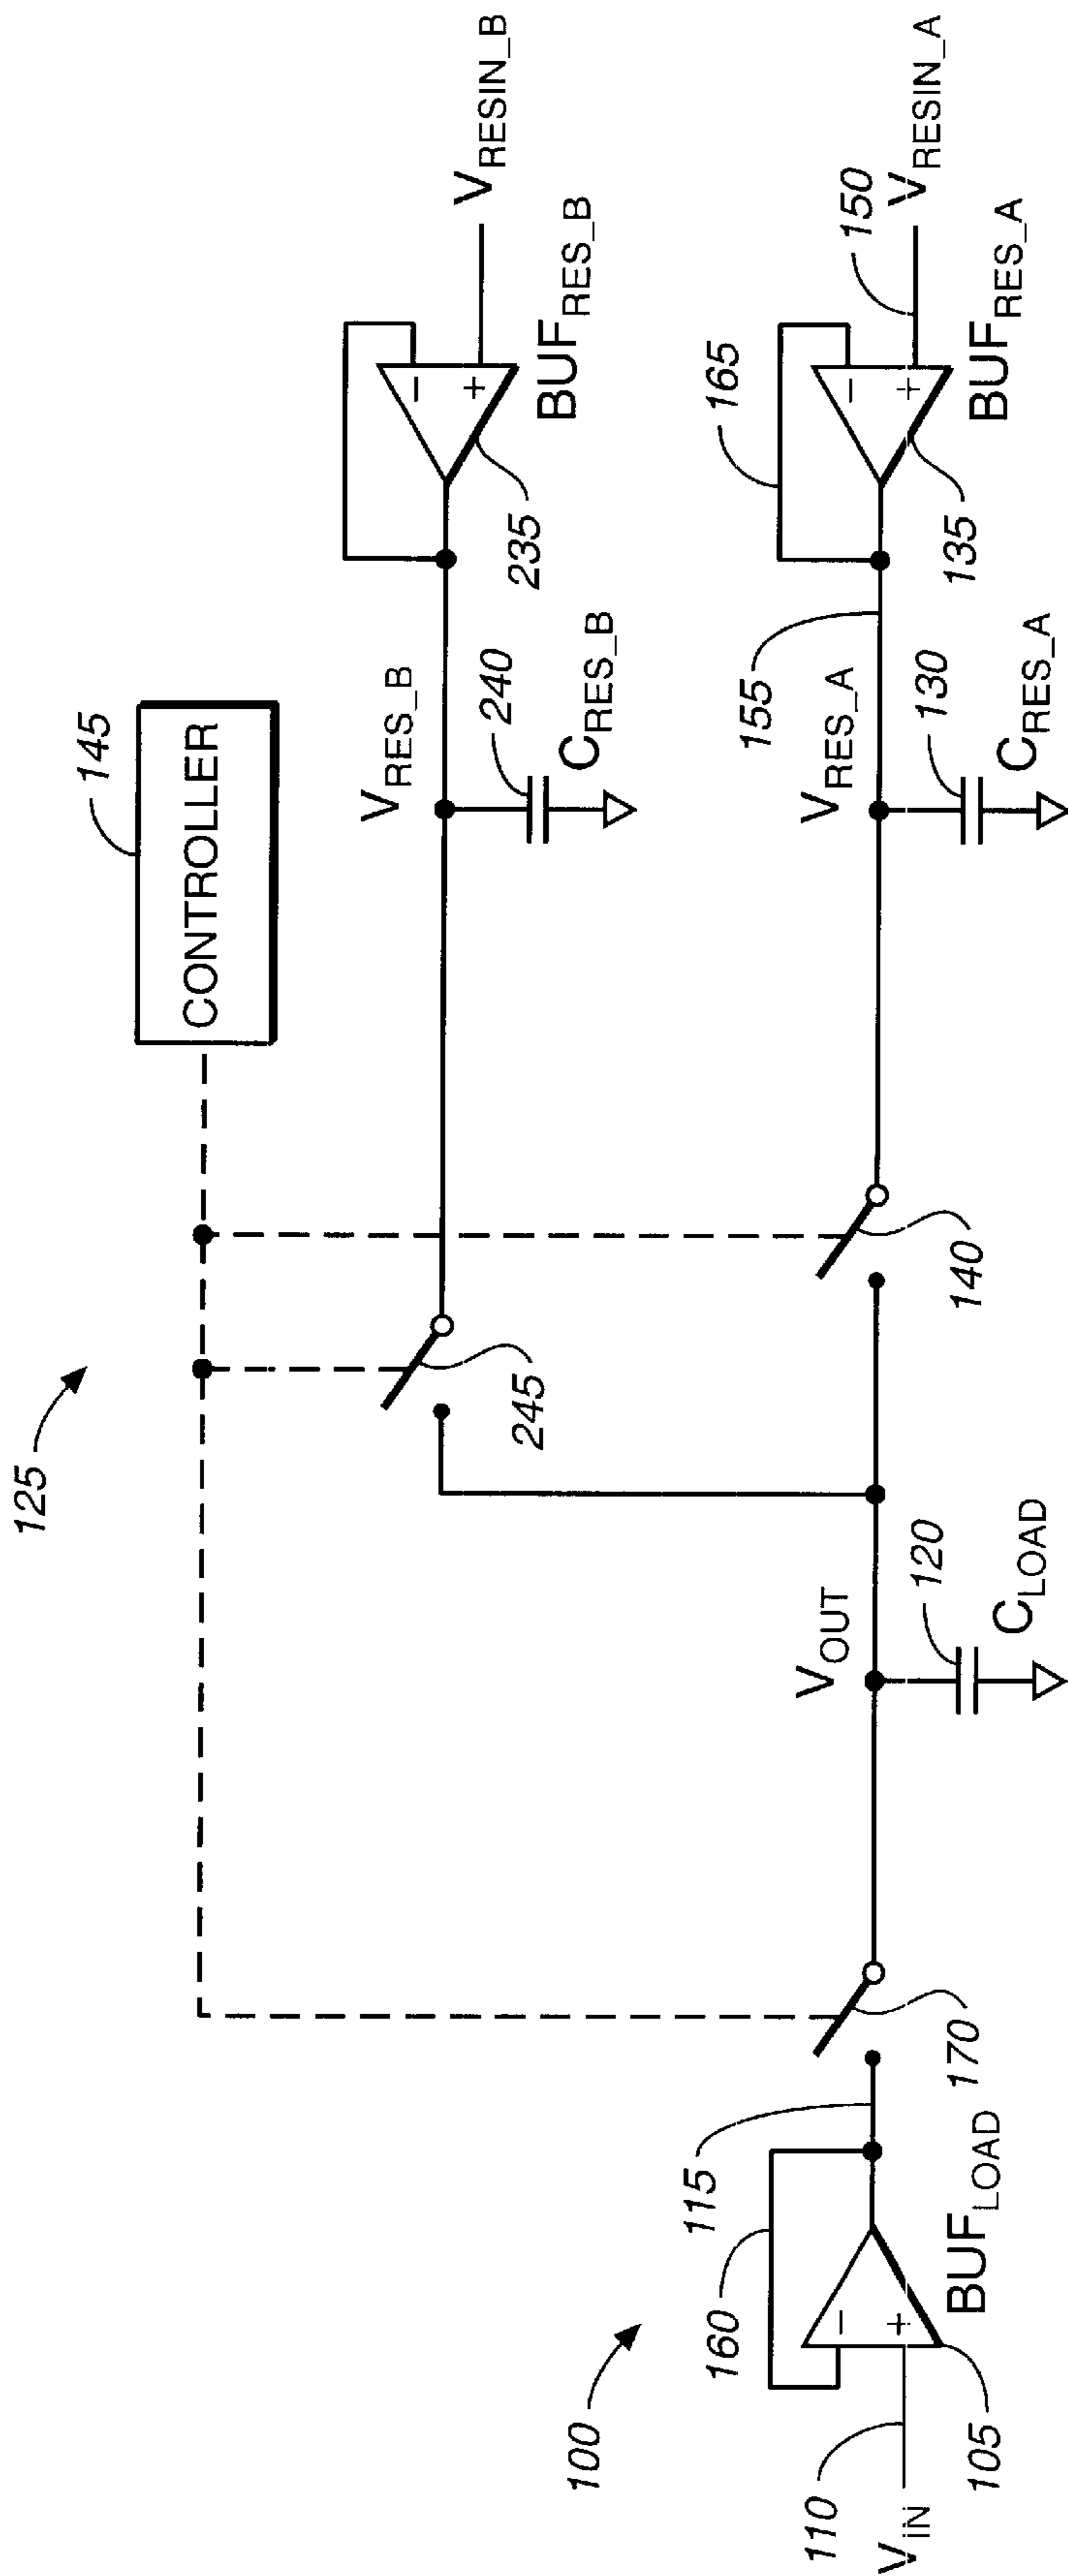 125
145
CONTROLLER
V_RES_B
V_RESIN_B
BUF_RES_B
235
240
C_RES_B
245
100
160
115
V_IN
110
105
BUF_LOAD
170
V_OUT
120
C_LOAD
140
V_RES_A
155
130
C_RES_A
165
135
150
V_RESIN_A
BUF_RES_A
− +
− +
− +